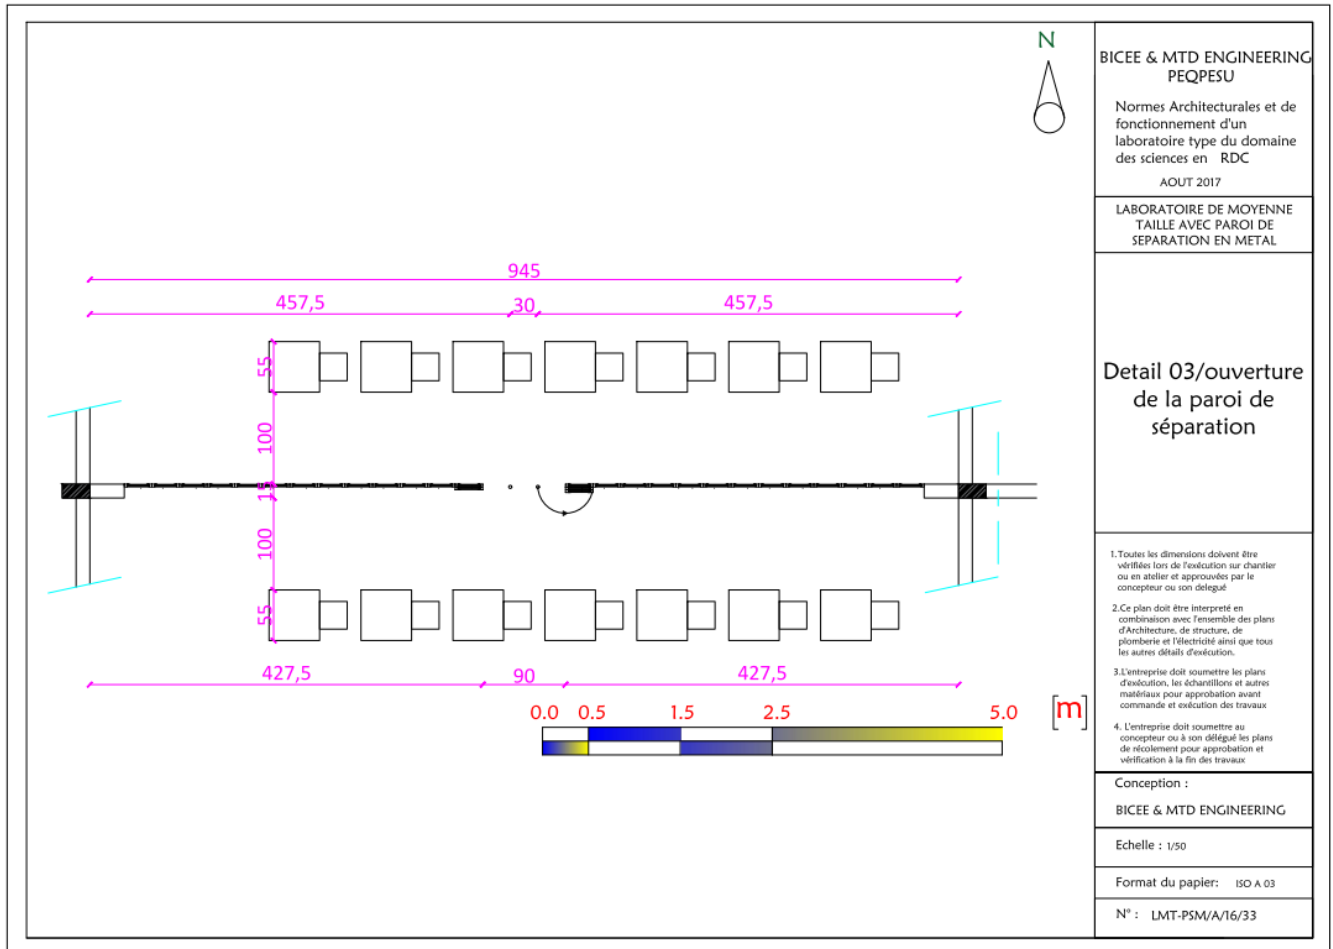 N
945
457,5
30
457,5
55
100
15
100
55
427,5
90
427,5
0.0 0.5 1.5 2.5 5.0 [m]
BICEE & MTD ENGINEERING
PEQPESU
Normes Architecturales et de
fonctionnement d'un
laboratoire type du domaine
des sciences en RDC
AOUT 2017
LABORATOIRE DE MOYENNE
TAILLE AVEC PAROI DE
SEPARATION EN METAL
Detail 03/ouverture
de la paroi de
séparation
1.Toutes les dimensions doivent être
vérifiées lors de l'exécution sur chantier
ou en atelier et approuvées par le
concepteur ou son delegué
2.Ce plan doit être interpreté en
combinaison avec l'ensemble des plans
d'Architecture, de structure, de
plomberie et l'électricité ainsi que tous
les autres détails d'exécution.
3.L'entreprise doit soumettre les plans
d'exécution, les échantillons et autres
matériaux pour approbation avant
commande et exécution des travaux
4. L'entreprise doit soumettre au
concepteur ou à son délégué les plans
de récolement pour approbation et
vérification à la fin des travaux
Conception :
BICEE & MTD ENGINEERING
Echelle : 1/50
Format du papier: ISO A 03
N° : LMT-PSM/A/16/33